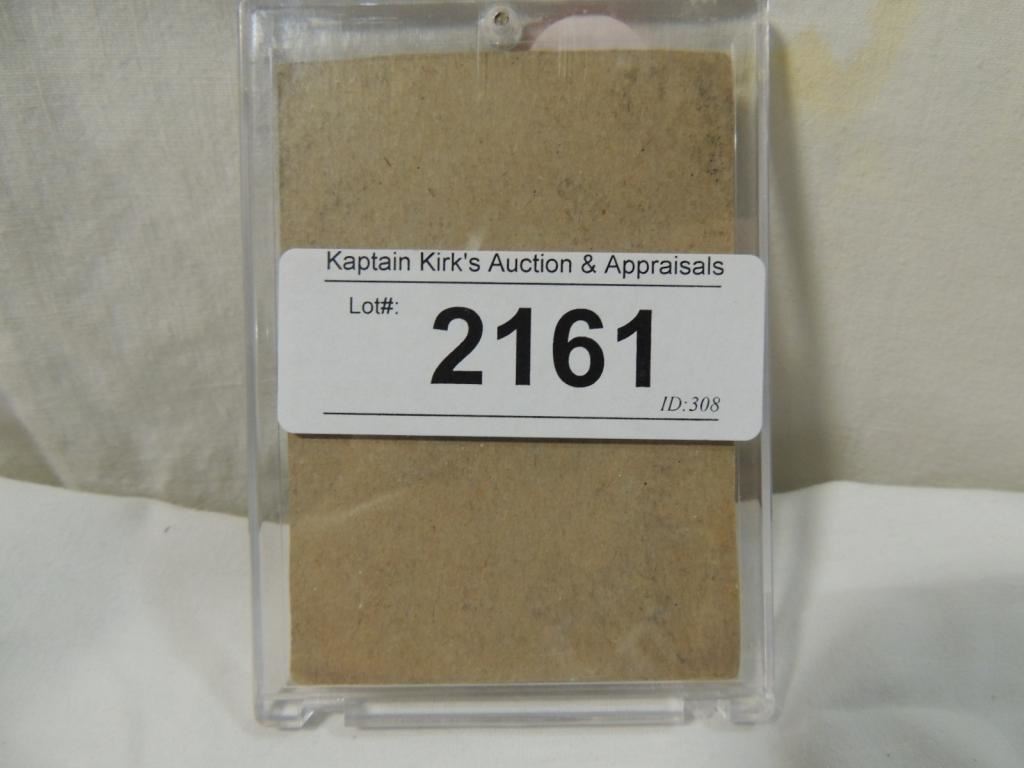 Kaptain Kirk's Auction & Appraisals
Lot#:
2161
ID:308